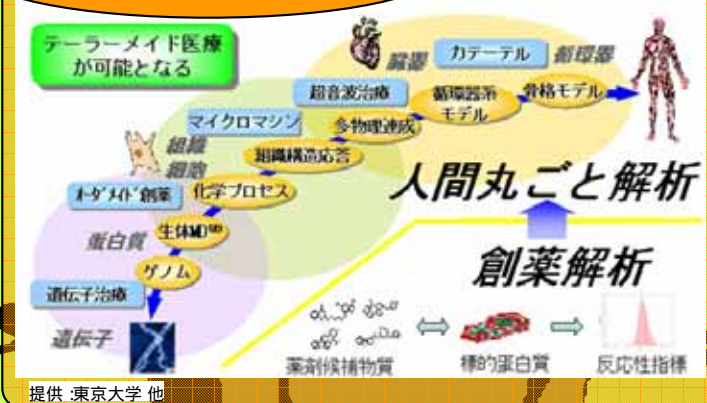 テーラーメイド医療
が可能となる
臓器
カテーテル
循環器
超音波治療
循環器系
モデル
骨格モデル
マイクロマシン
多物理連成
組織
細胞
組織構造応答
オーダメイド創薬
化学プロセス
人間丸ごと解析
蛋白質
生体MD
ゲノム
創薬解析
遺伝子治療
遺伝子
薬剤候補物質
標的蛋白質
反応性指標
提供:東京大学 他